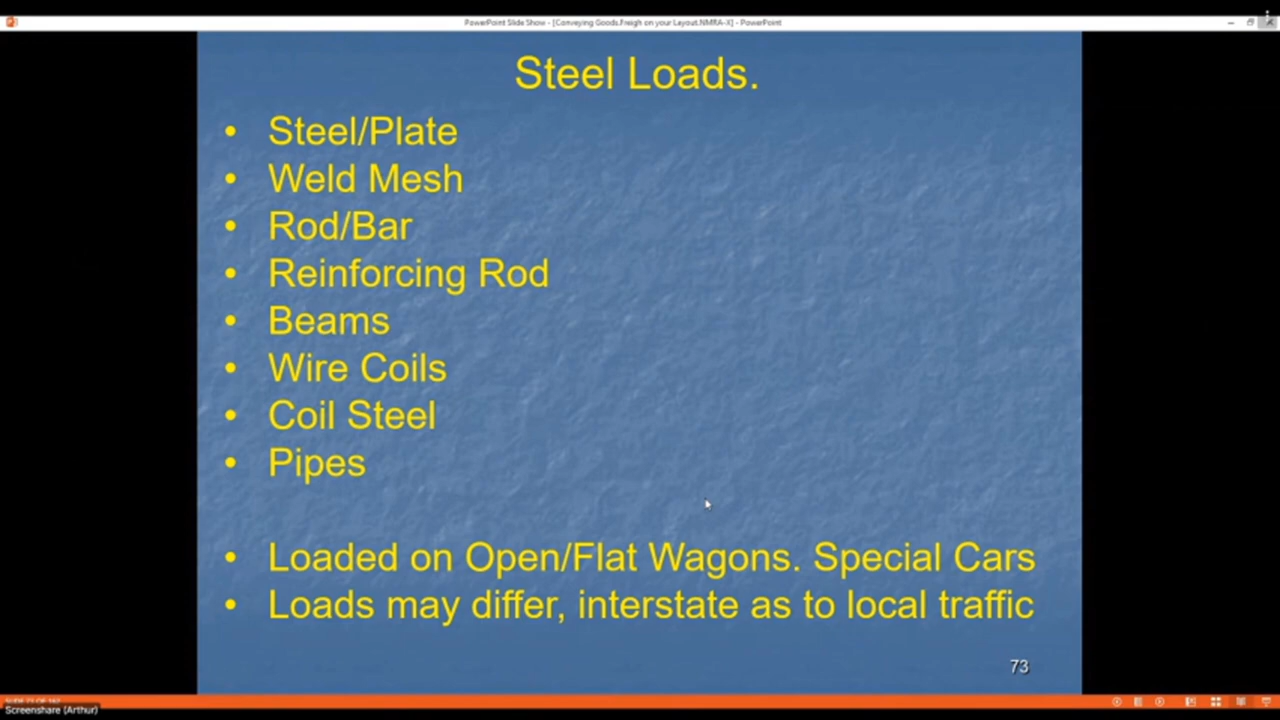 PowerPoint Slide Show - [Conveying Goods.Freigh on your Layout.NMRA-X] - PowerPoint
Steel Loads.
• Steel/Plate
• Weld Mesh
• Rod/Bar
• Reinforcing Rod
• Beams
• Wire Coils
• Coil Steel
• Pipes
• Loaded on Open/Flat Wagons. Special Cars
• Loads may differ, interstate as to local traffic
73
Screenshare (Arthur)